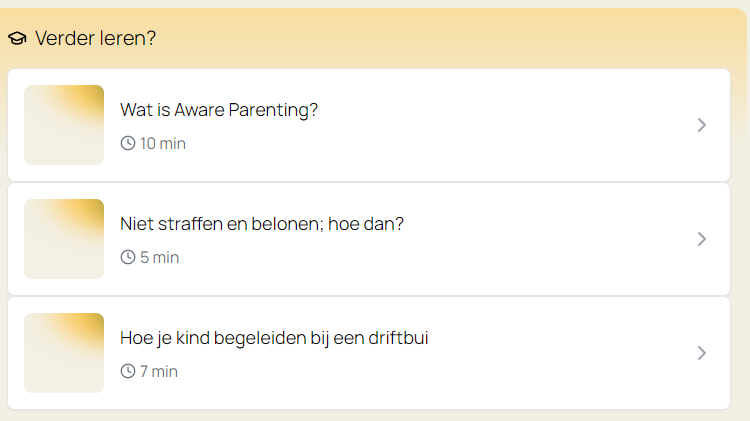 Verder leren?
Wat is Aware Parenting?
10 min
Niet straffen en belonen; hoe dan?
5 min
Hoe je kind begeleiden bij een driftbui
7 min